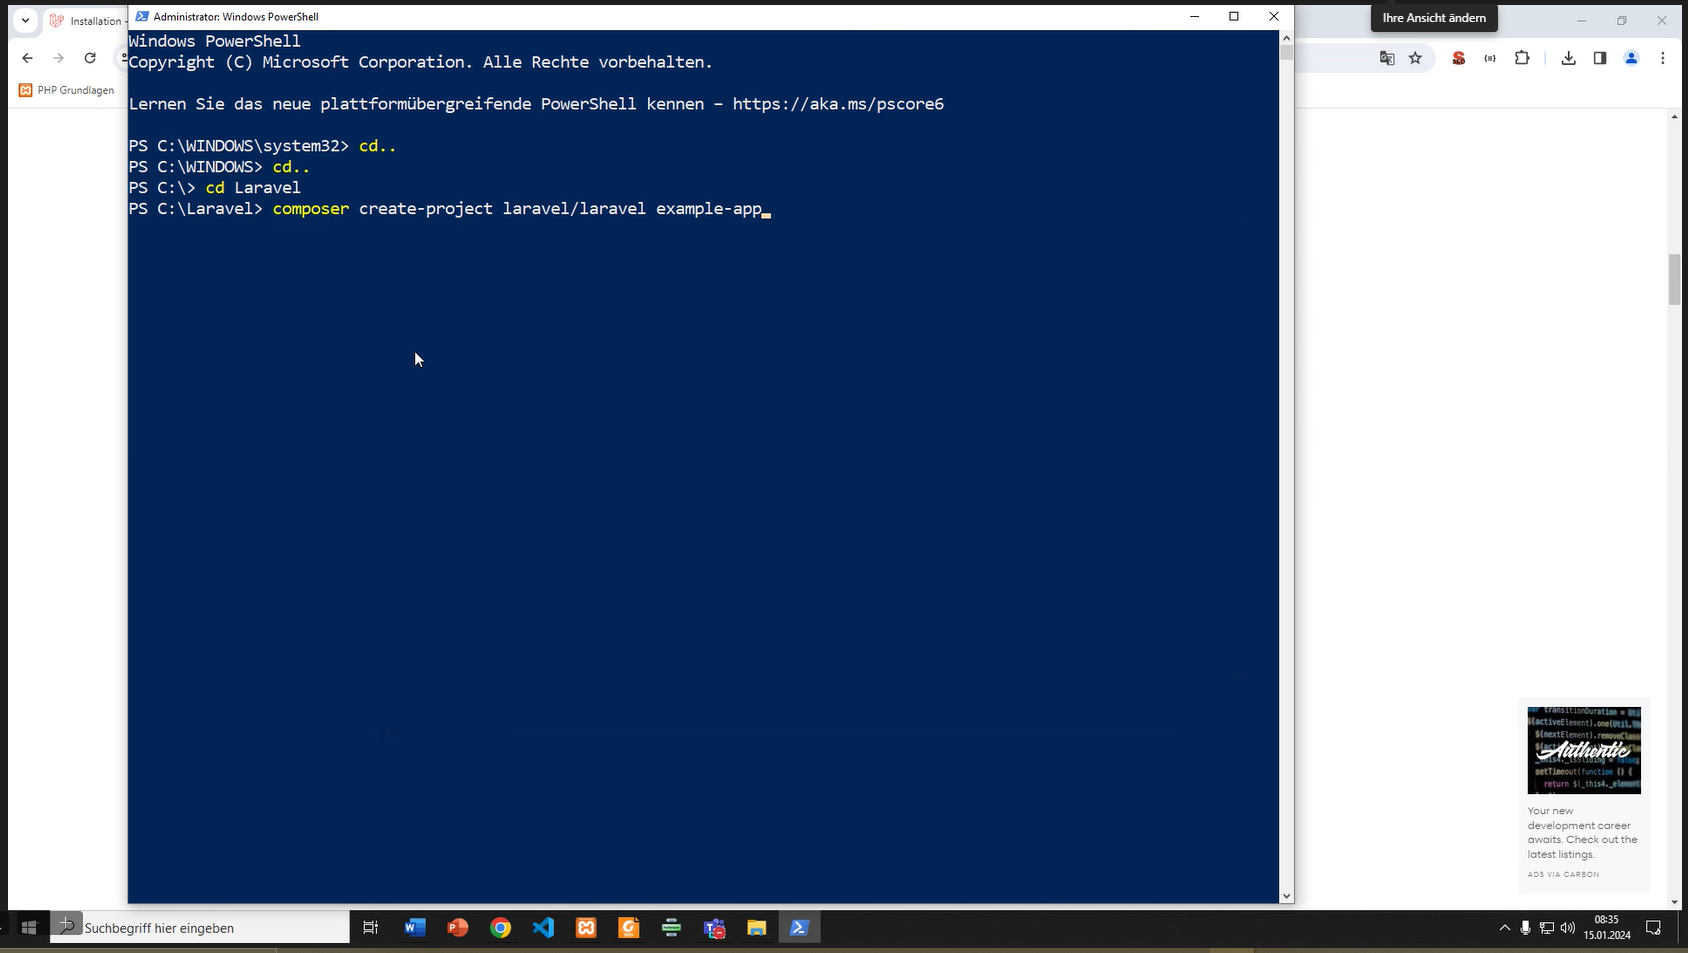 Installation -
Administrator: Windows PowerShell
Ihre Ansicht ändern
PHP Grundlagen
Windows PowerShell
Copyright (C) Microsoft Corporation. Alle Rechte vorbehalten.
Lernen Sie das neue plattformübergreifende PowerShell kennen – https://aka.ms/pscore6
PS C:\WINDOWS\system32> cd..
PS C:\WINDOWS> cd..
PS C:\> cd Laravel
PS C:\Laravel> composer create-project laravel/laravel example-app_
Authentic
Your new
development career
awaits. Check out the
latest listings.
ADS VIA CARBON
Suchbegriff hier eingeben
08:35
15.01.2024